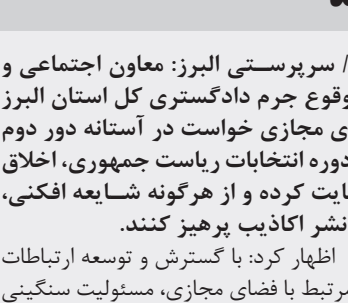 / سرپرستی البرز: معاون اجتماعی و
وقوع جرم دادگستری کل استان البرز
ی مجازی خواست در آستانه دور دوم
دوره انتخابات ریاست جمهوری، اخلاق
ایت کرده و از هرگونه شایعه افکنی،
نشر اکاذیب پرهیز کنند.
اظهار کرد: با گسترش و توسعه ارتباطات
مرتبط با فضای مجازی، مسئولیت سنگینی